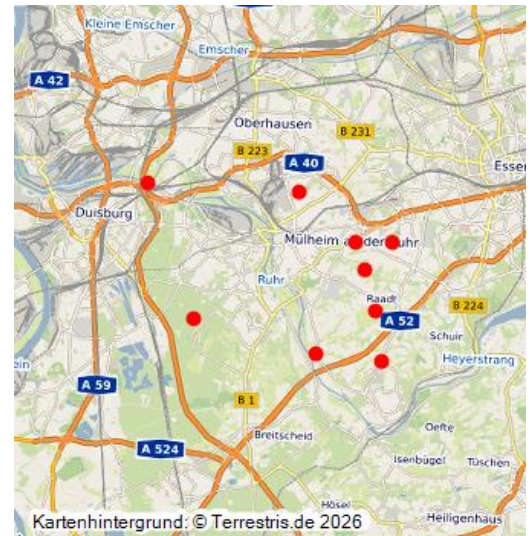 Kleine Emscher
Emscher
A 42
Oberhausen
B 231
B 223
A 40
Essen
Duisburg
Mülheim an der Ruhr
Ruhr
Raadt
B 224
A 52
Schuir
Heyerstrang
A 59
B 1
Oefte
Breitscheid
A 524
Isenbügel
Tüschen
Hösel
Heiligenhaus
Kartenhintergrund: © Terrestris.de 2026